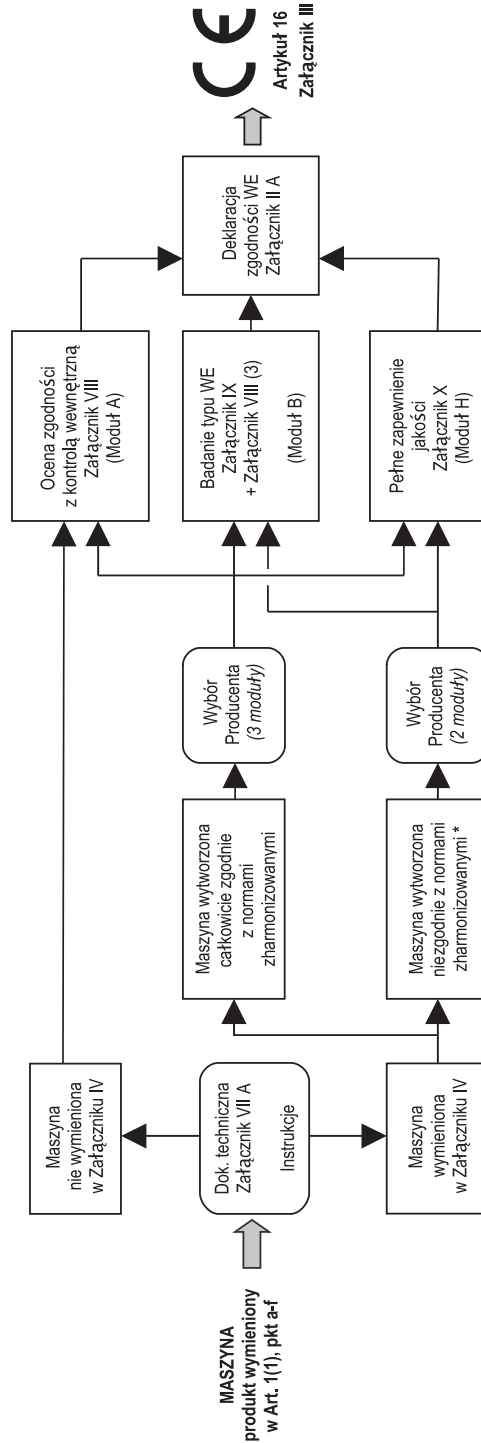 MASZYNA
produkt wymieniony
w Art. 1(1), pkt a-f
Maszyna
nie wymieniona
w Załączniku IV
Dok. techniczna
Załącznik VII A
Instrukcje
Maszyna
wymieniona
w Załączniku IV
Maszyna wytworzona
całkowicie zgodnie
z normami
zharmonizowanymi
Maszyna wytworzona
niezgodnie z normami
zharmonizowanymi *
Wybór
Producenta
(3 moduły)
Wybór
Producenta
(2 moduły)
Ocena zgodności
z kontrolą wewnętrzną
Załącznik VIII
(Moduł A)
Badanie typu WE
Załącznik IX
+ Załącznik VIII (3)
(Moduł B)
Pełne zapewnienie
jakości
Załącznik X
(Moduł H)
Deklaracja
zgodności WE
Załącznik II A
CE
Artykuł 16
Załącznik III